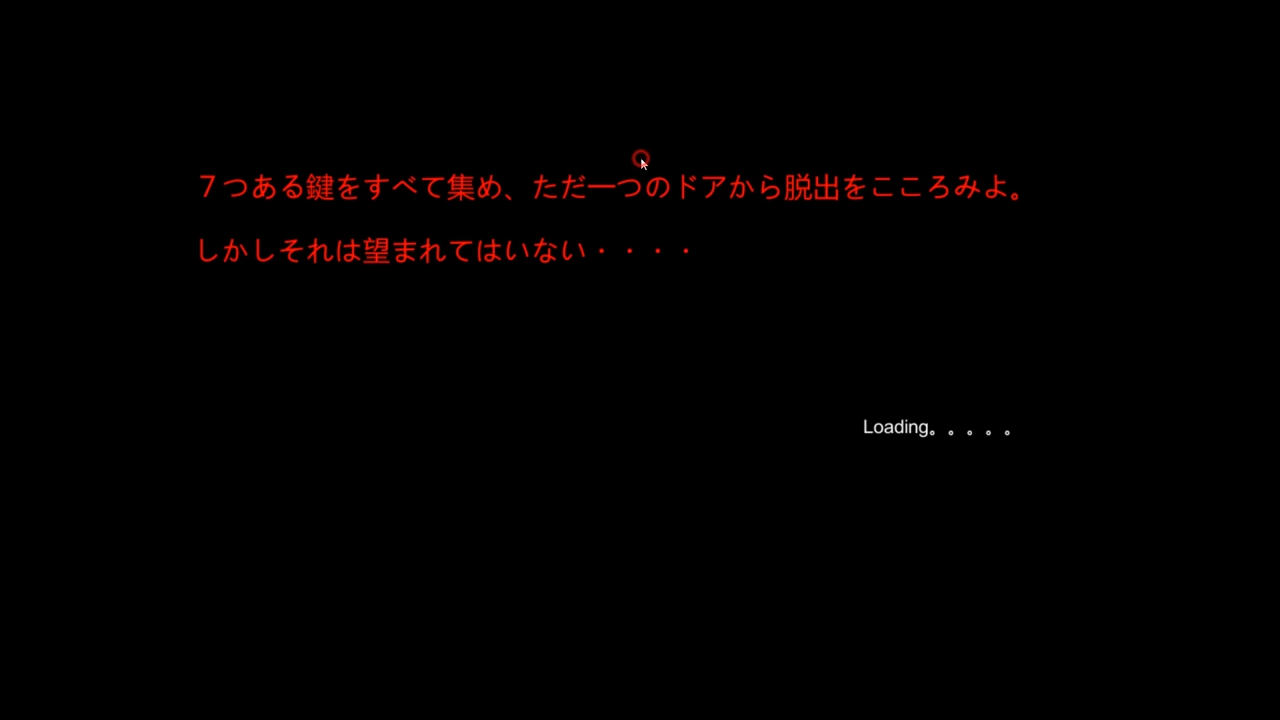 ７つある鍵をすべて集め、ただ一つのドアから脱出をこころみよ。
しかしそれは望まれてはいない・・・・
Loading。。。。。